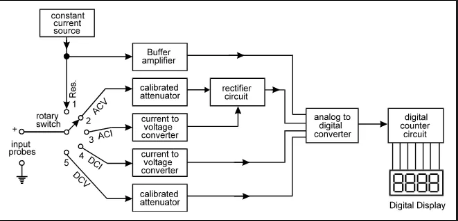 constant
current
source
Buffer
amplifier
Res.
1
ACV
calibrated
attenuator
rectifier
circuit
rotary
switch
2
3 ACI
current to
voltage
converter
analog to
digital
converter
digital
counter
circuit
+
input
probes
4
DCI
current to
voltage
converter
5
DCV
calibrated
attenuator
8888
Digital Display